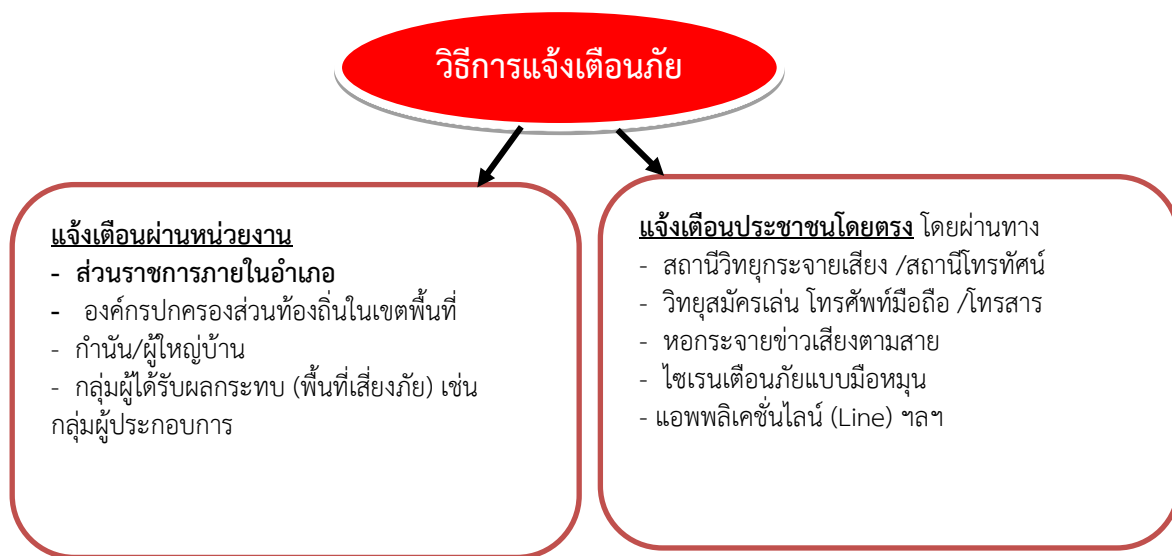 วิธีการแจ้งเตือนภัย
แจ้งเตือนผ่านหน่วยงาน
- ส่วนราชการภายในอำเภอ
- องค์กรปกครองส่วนท้องถิ่นในเขตพื้นที่
- กำนัน/ผู้ใหญ่บ้าน
- กลุ่มผู้ได้รับผลกระทบ (พื้นที่เสี่ยงภัย) เช่น
กลุ่มผู้ประกอบการ
แจ้งเตือนประชาชนโดยตรง โดยผ่านทาง
- สถานีวิทยุกระจายเสียง /สถานีโทรทัศน์
- วิทยุสมัครเล่น โทรศัพท์มือถือ /โทรสาร
- หอกระจายข่าวเสียงตามสาย
- ไซเรนเตือนภัยแบบมือหมุน
- แอพพลิเคชั่นไลน์ (Line) ฯลฯ